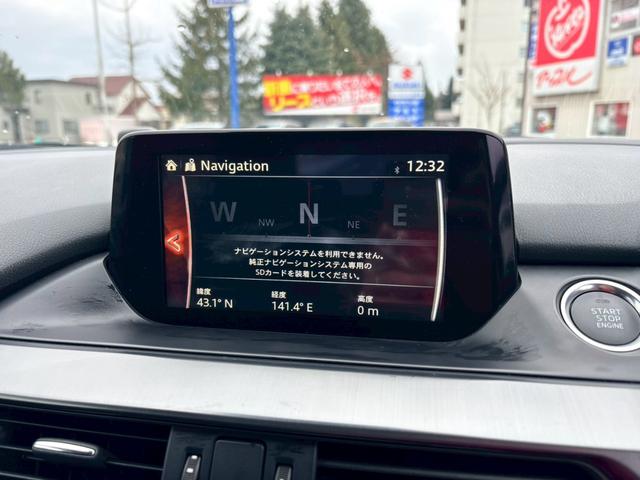 Navigation
12:32
W NW N NE E
ナビゲーションシステムを利用できません。
純正ナビゲーションシステム専用の
SDカードを装着してください。
緯度 経度 高度
43.1° N 141.4° E 0 m
START
STOP
ENGINE
SUZUKI